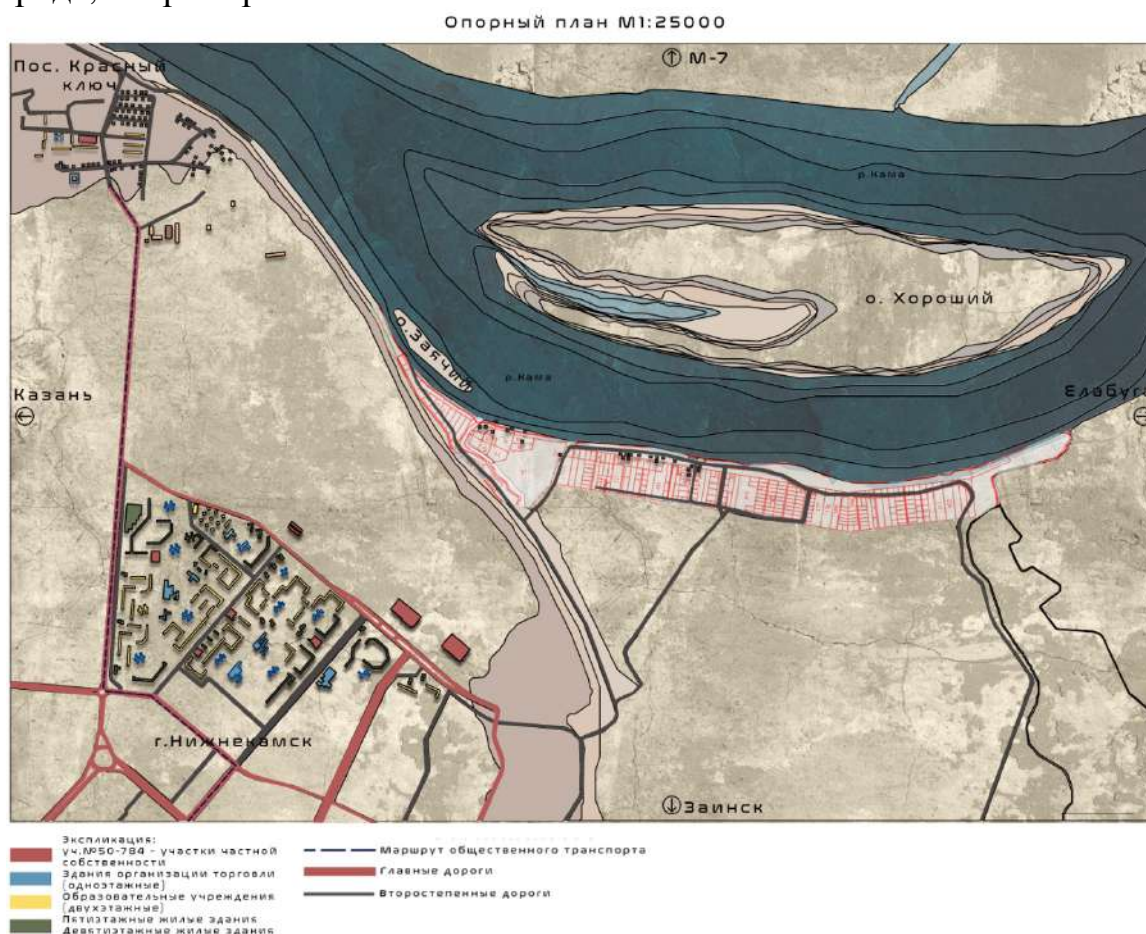 Опорный план М1:25000
Пос. Красный
ключ
М-7
р.Кама
о. Хороший
о. Заячий
р.Кама
Казань
Елабуга
г.Нижнекамск
Заинск
Экспликация:
уч.№50-784 - участки частной
собственности
Здания организации торговли
(одноэтажные)
Образовательные учреждения
(двухэтажные)
Пятиэтажные жилые здания
Девятиэтажные жилые здания
Маршрут общественного транспорта
Главные дороги
Второстепенные дороги